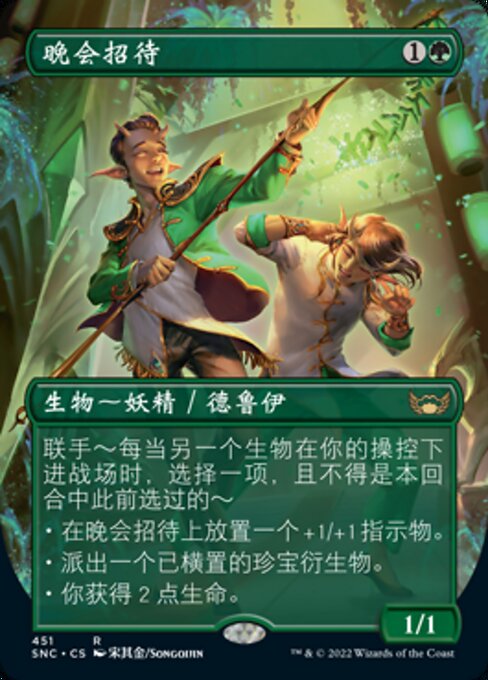 晚会招待 1
生物～妖精 / 德鲁伊
联手～每当另一个生物在你的操控下
进战场时，选择一项，且不得是本回
合中此前选过的～
• 在晚会招待上放置一个 +1/+1 指示物。
• 派出一个已横置的珍宝衍生物。
• 你获得 2 点生命。
1/1
451 R
SNC • CS 宋其金/SONGQIJIN
™ & © 2022 Wizards of the Coast